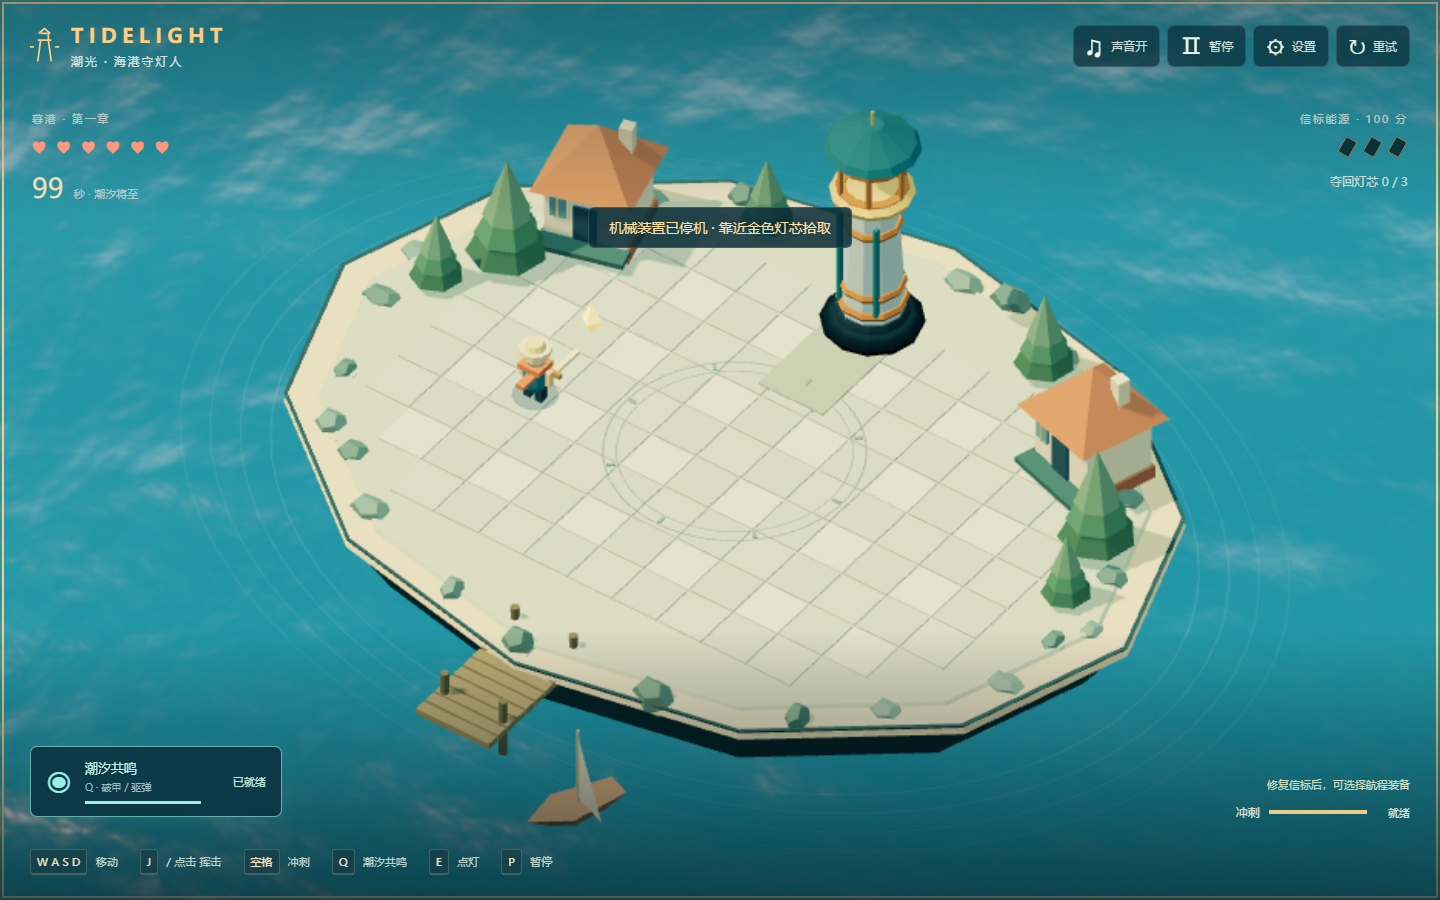 TIDELIGHT
潮光 · 海港守灯人
声音开
暂停
设置
重试
容港 · 第一章
99 秒 · 潮汐将至
信标能源 · 100 分
夺回灯芯 0 / 3
机械装置已停机 · 靠近金色灯芯拾取
潮汐共鸣
Q · 破甲 / 驱弹
已就绪
修复信标后，可选择航程装备
冲刺 就绪
WASD 移动 J / 点击 挥击 空格 冲刺 Q 潮汐共鸣 E 点灯 P 暂停